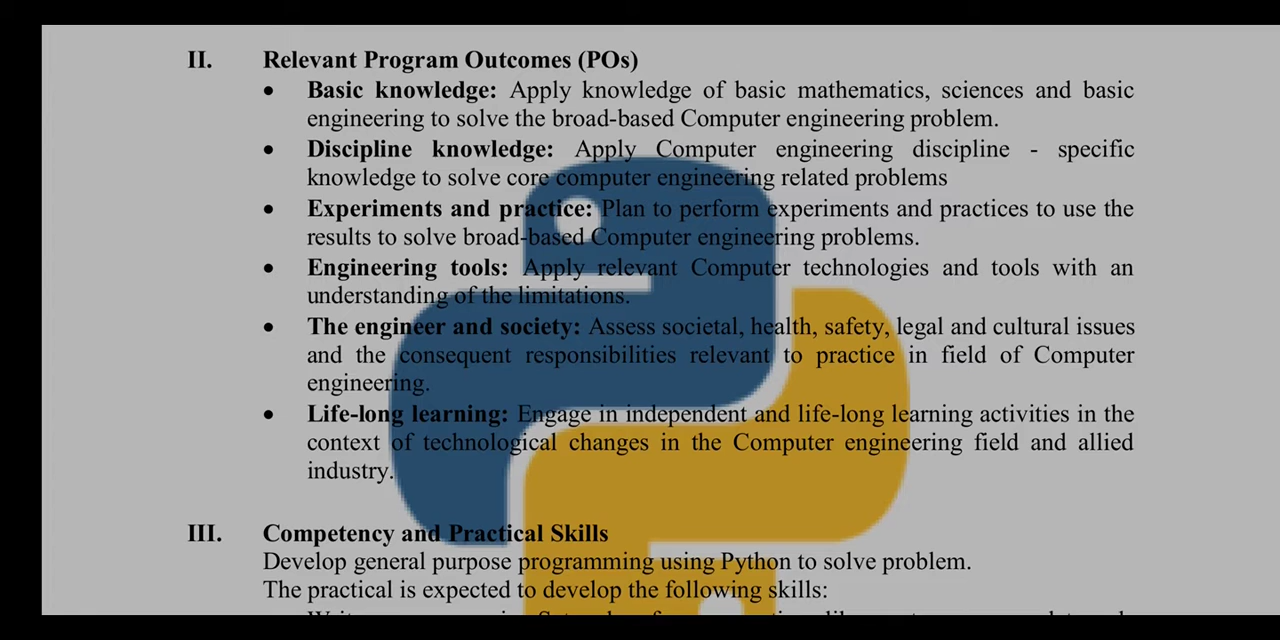 II. Relevant Program Outcomes (POs)
• Basic knowledge: Apply knowledge of basic mathematics, sciences and basic
engineering to solve the broad-based Computer engineering problem.
• Discipline knowledge: Apply Computer engineering discipline - specific
knowledge to solve core computer engineering related problems
• Experiments and practice: Plan to perform experiments and practices to use the
results to solve broad-based Computer engineering problems.
• Engineering tools: Apply relevant Computer technologies and tools with an
understanding of the limitations.
• The engineer and society: Assess societal, health, safety, legal and cultural issues
and the consequent responsibilities relevant to practice in field of Computer
engineering.
• Life-long learning: Engage in independent and life-long learning activities in the
context of technological changes in the Computer engineering field and allied
industry.
III. Competency and Practical Skills
Develop general purpose programming using Python to solve problem.
The practical is expected to develop the following skills: